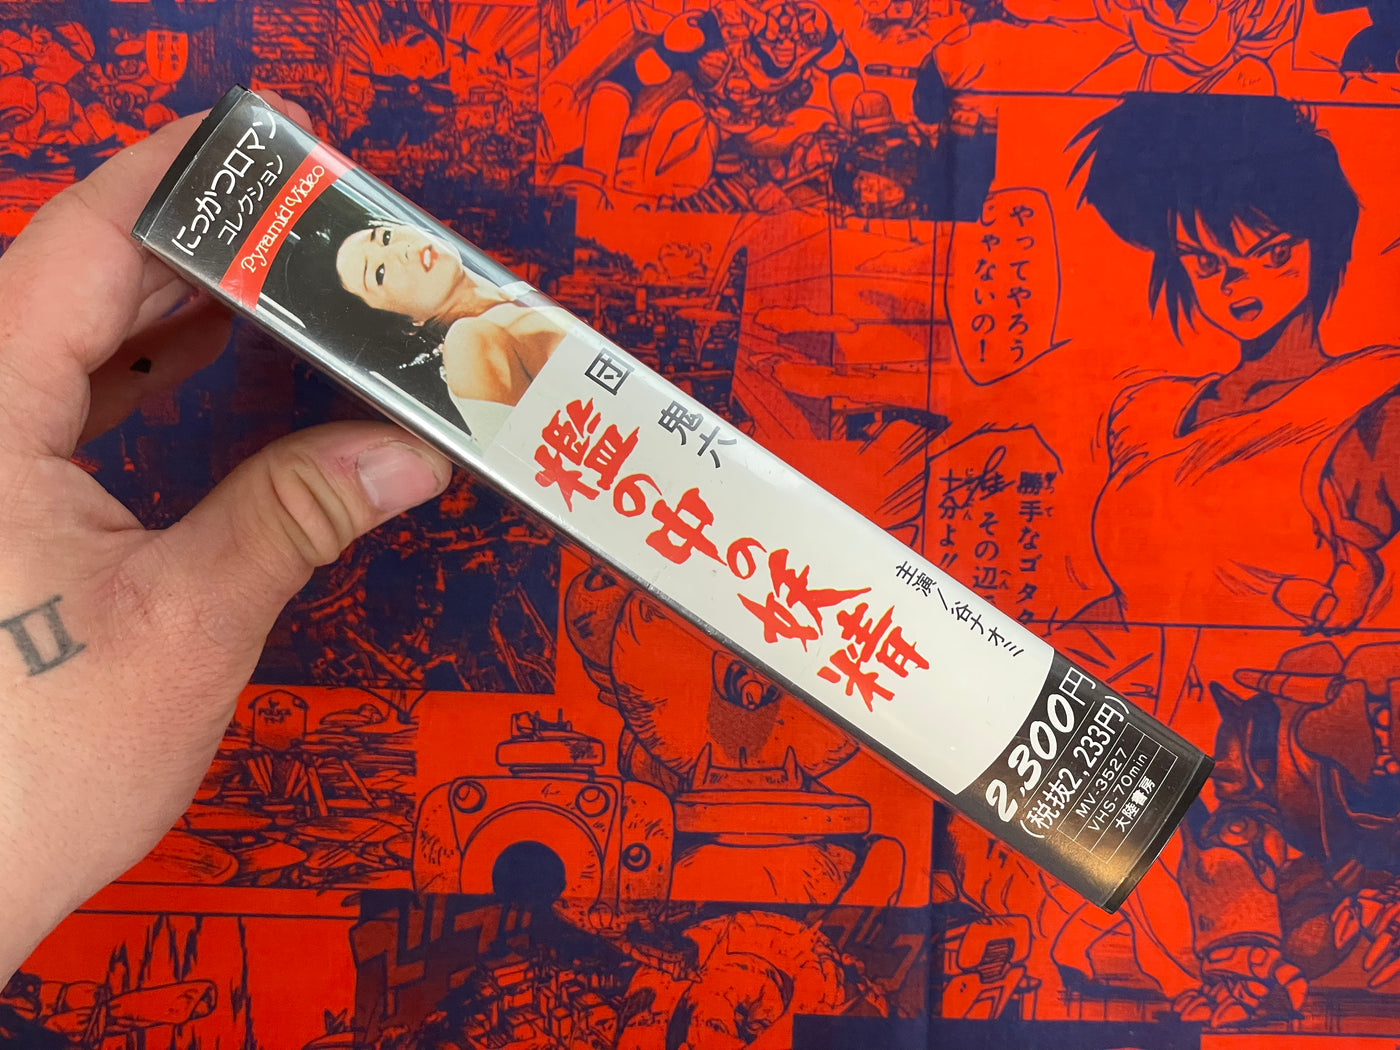 にっかつロマン
コレクション
Pyramid Video
団 鬼六
檻の中の妖精
主演/谷ナオミ
2,300円
(税抜2,233円)
MV-3527
VHS-70min
大陸書房
やってやろう
じゃないの!
勝手なゴタク
その辺
十分よ!!
POLICE